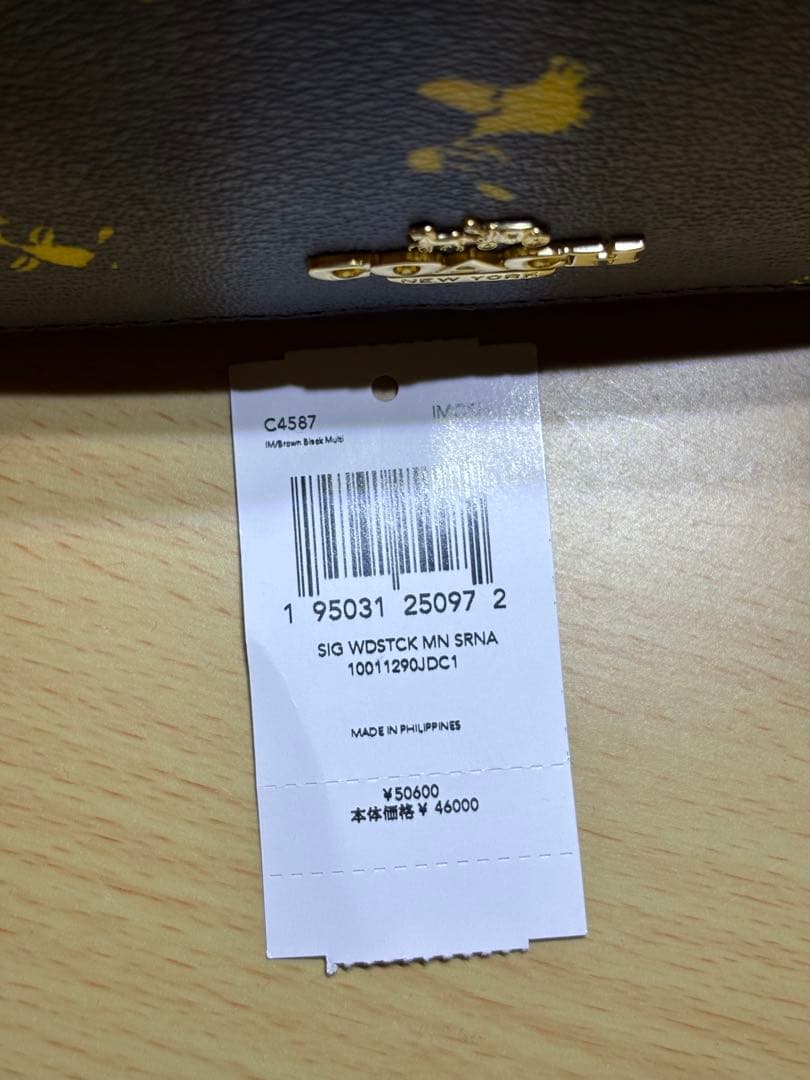 COACH
NEW YORK
C4587
IM/Brown Black Multi
1 95031 25097 2
SIG WDSTCK MN SRNA
10011290JDC1
MADE IN PHILIPPINES
¥50600
本体価格¥ 46000